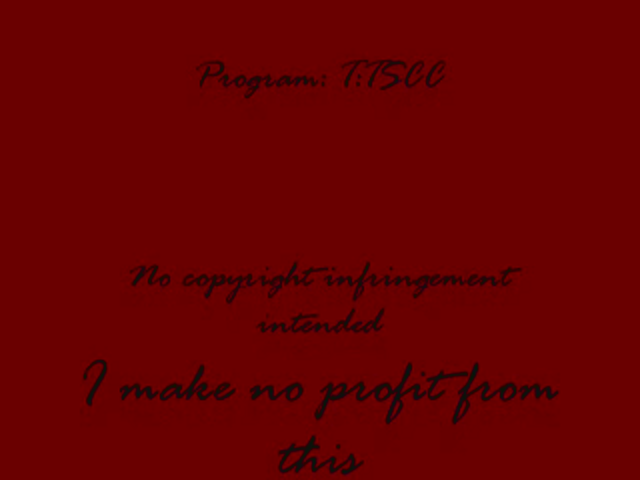 Program: T:TSCC
No copyright infringement
intended
I make no profit from
this